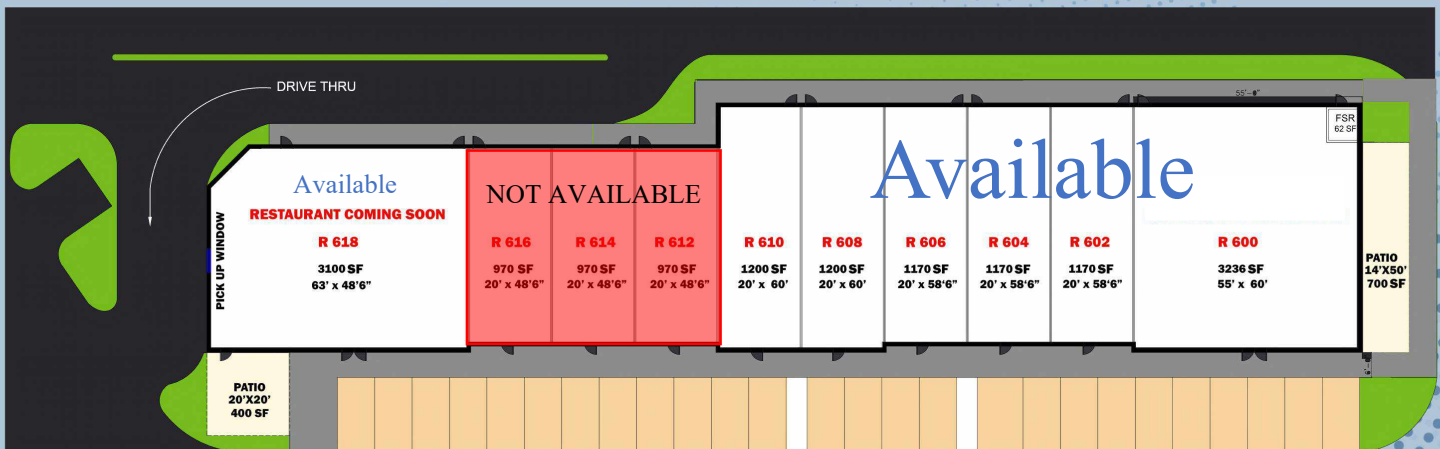 DRIVE THRU
55'-0"
FSR
62 SF
Available
RESTAURANT COMING SOON
R 618
3100 SF
63' x 48'6"
PICK UP WINDOW
NOT AVAILABLE
R 616
970 SF
20' x 48'6"
R 614
970 SF
20' x 48'6"
R 612
970 SF
20' x 48'6"
Available
R 610
1200 SF
20' x 60'
R 608
1200 SF
20' x 60'
R 606
1170 SF
20' x 58'6"
R 604
1170 SF
20' x 58'6"
R 602
1170 SF
20' x 58'6"
R 600
3236 SF
55' x 60'
PATIO
14'X50'
700 SF
PATIO
20'X20'
400 SF